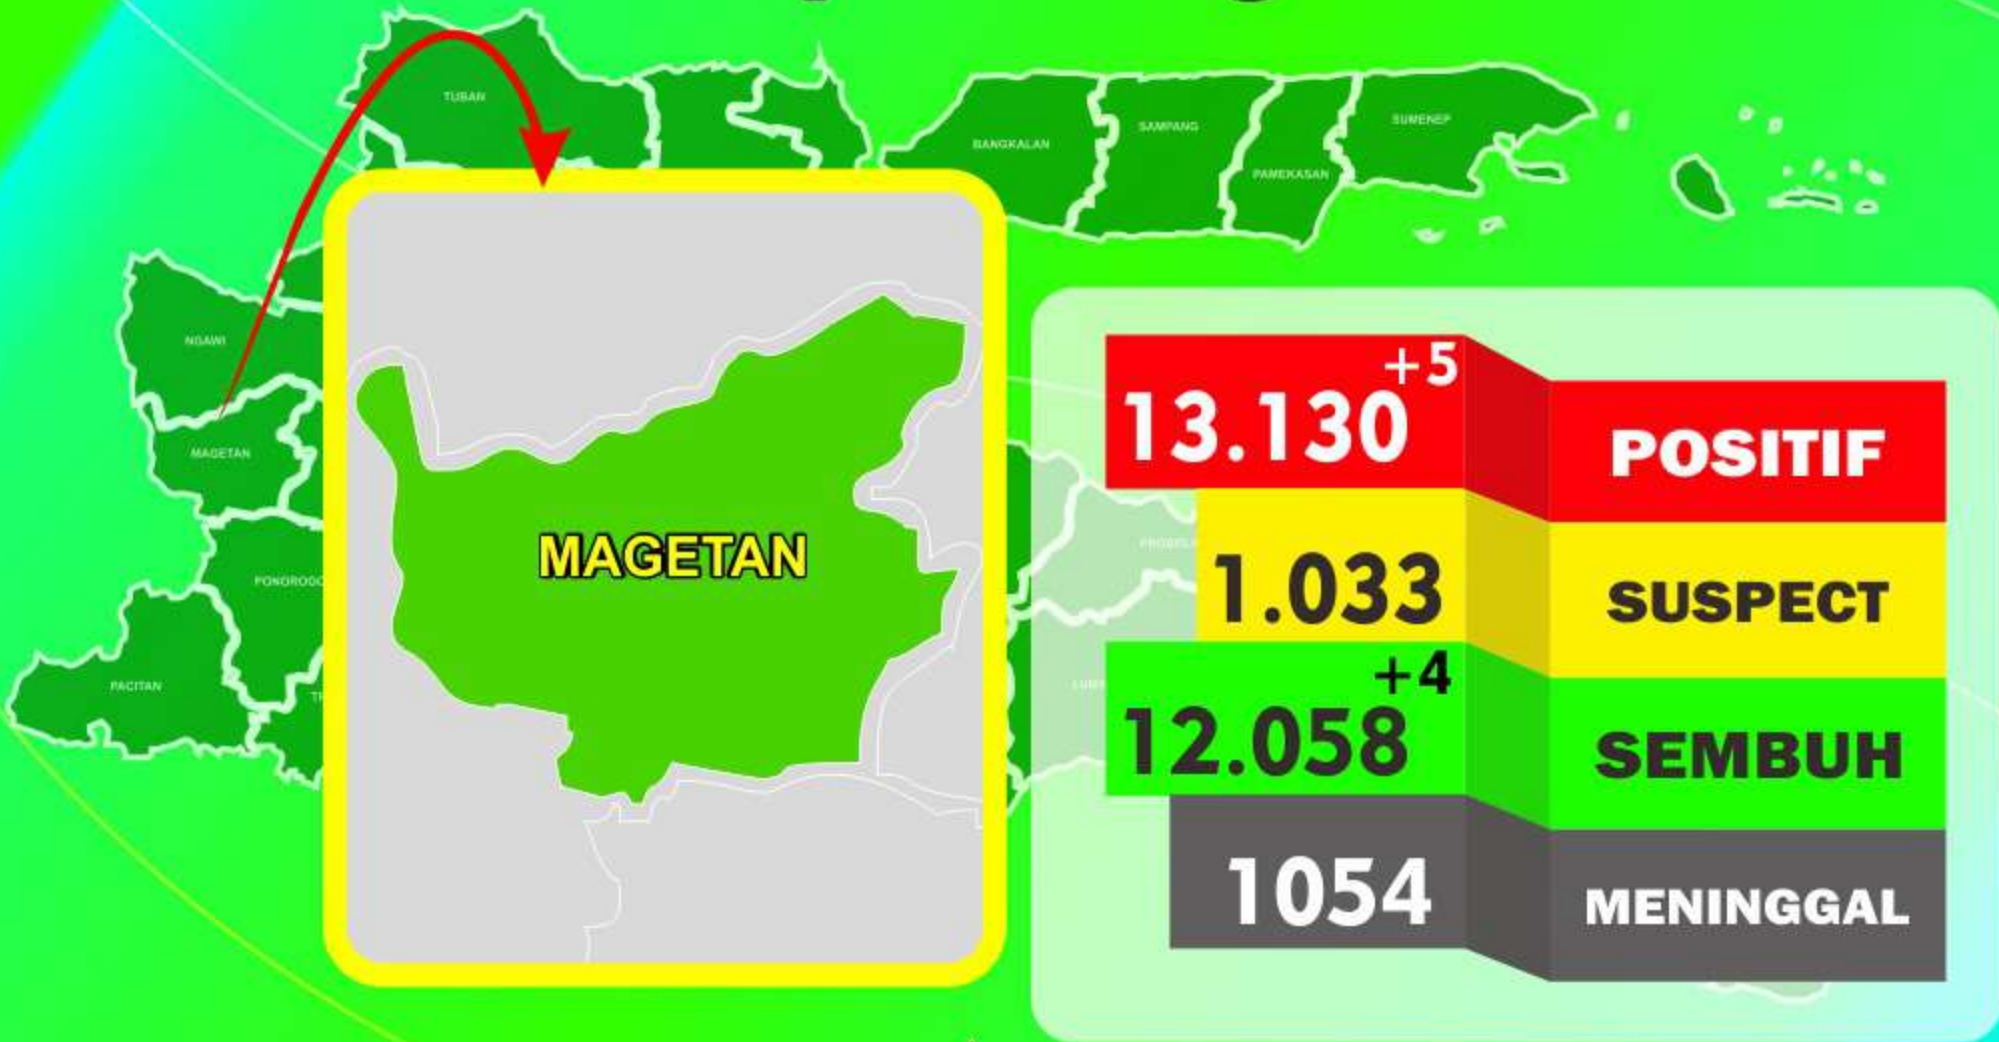 TUBAN
BANGKALAN
SAMPANG
PAMEKASAN
SUMENEP
NGAWI
MAGETAN
PONOROGO
PACITAN
MAGETAN
+5
13.130 POSITIF
1.033 SUSPECT
+4
12.058 SEMBUH
1054 MENINGGAL